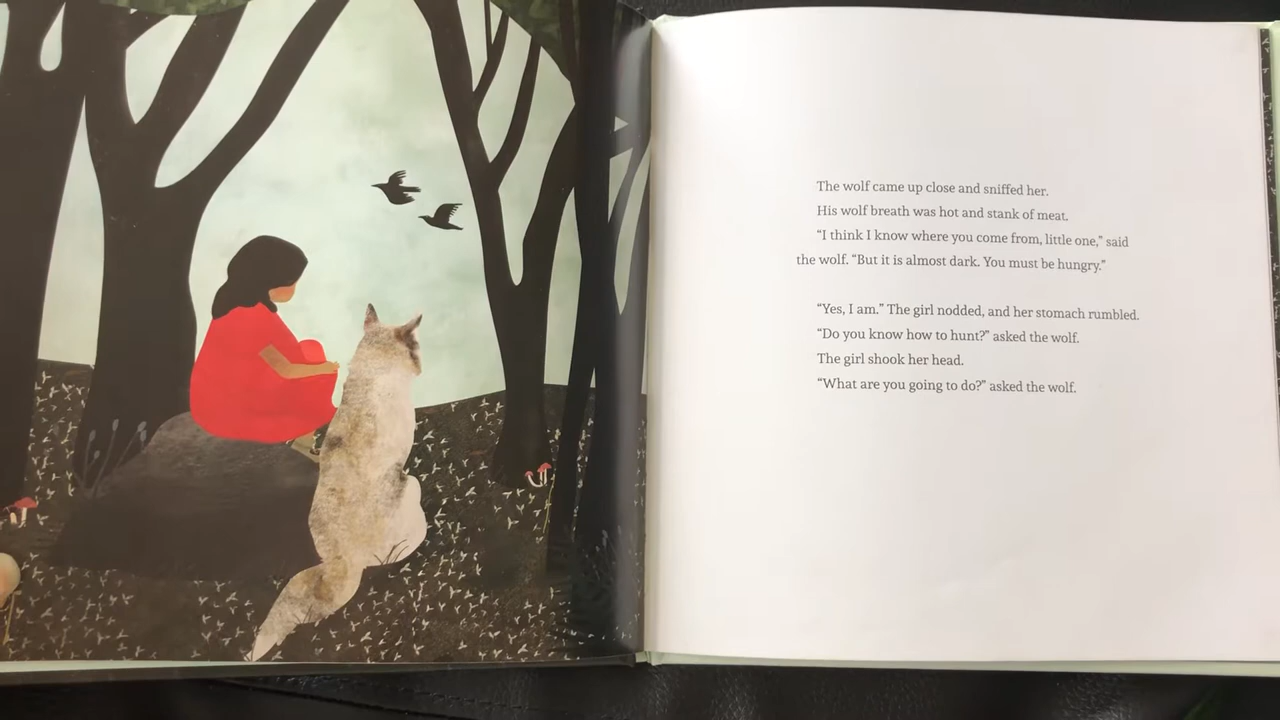 The wolf came up close and sniffed her.
His wolf breath was hot and stank of meat.
“I think I know where you come from, little one,” said
the wolf. “But it is almost dark. You must be hungry.”
“Yes, I am.” The girl nodded, and her stomach rumbled.
“Do you know how to hunt?” asked the wolf.
The girl shook her head.
“What are you going to do?” asked the wolf.